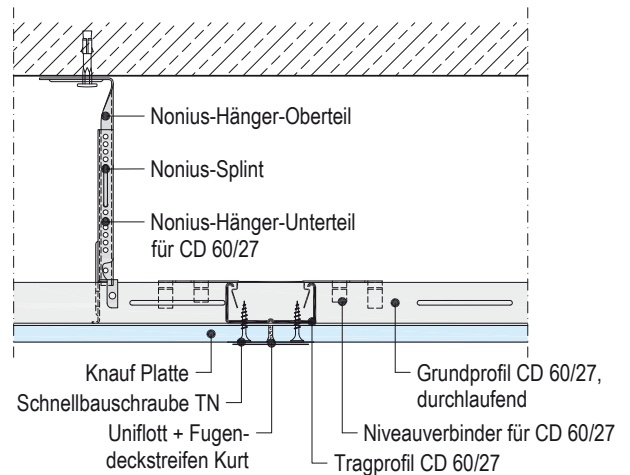 Nonius-Hänger-Oberteil
Nonius-Splint
Nonius-Hänger-Unterteil
für CD 60/27
Knauf Platte
Schnellbauschraube TN
Uniflott + Fugen-
deckstreifen Kurt
Grundprofil CD 60/27,
durchlaufend
Niveauverbinder für CD 60/27
Tragprofil CD 60/27